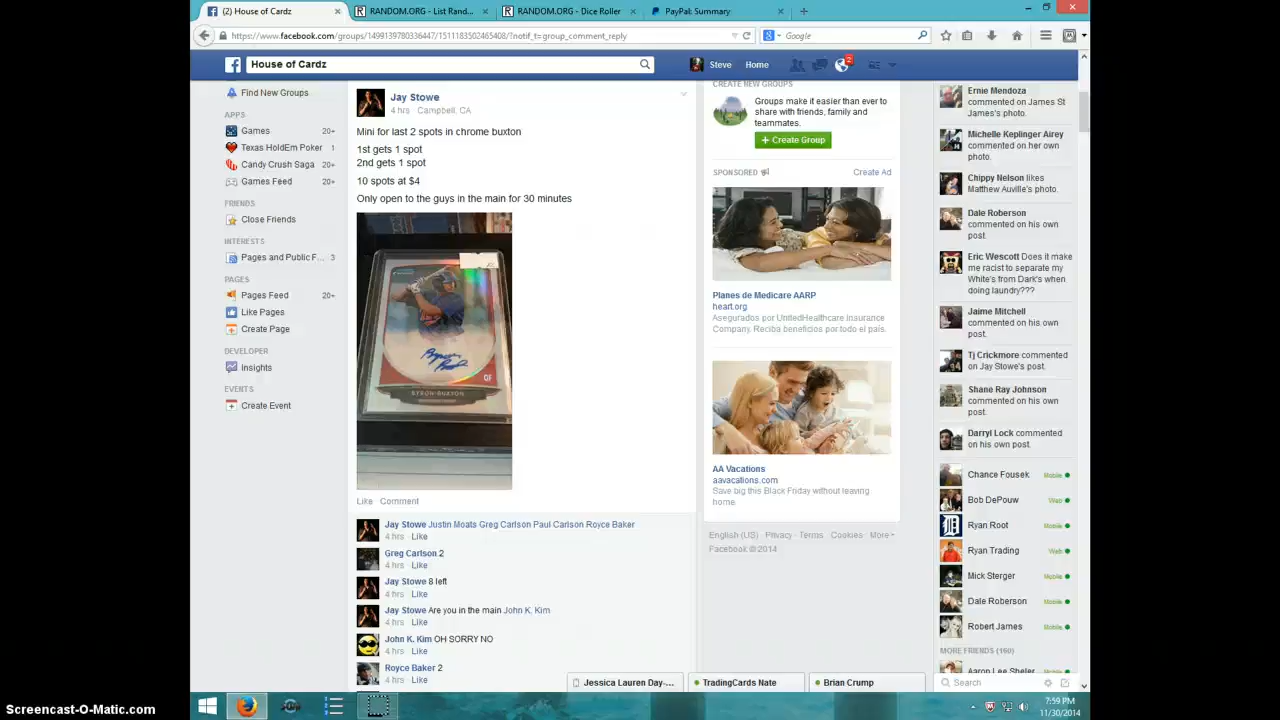 (2) House of Cardz
RANDOM.ORG - List Rand...
RANDOM.ORG - Dice Roller
PayPal: Summary
https://www.facebook.com/groups/1499139780336447/1511183502465408/?notif_t=group_comment_reply
Google
House of Cardz
Steve
Home
2
Find New Groups
APPS
Games 20+
Texas HoldEm Poker 1
Candy Crush Saga 20+
Games Feed 20+
FRIENDS
Close Friends
INTERESTS
Pages and Public F... 3
PAGES
Pages Feed 20+
Like Pages
Create Page
DEVELOPER
Insights
EVENTS
Create Event
Jay Stowe
4 hrs · Campbell, CA
Mini for last 2 spots in chrome buxton
1st gets 1 spot
2nd gets 1 spot
10 spots at $4
Only open to the guys in the main for 30 minutes
BYRON BUXTON
Like Comment
Jay Stowe Justin Moats Greg Carlson Paul Carlson Royce Baker
4 hrs · Like
Greg Carlson 2
4 hrs · Like
Jay Stowe 8 left
4 hrs · Like
Jay Stowe Are you in the main John K. Kim
4 hrs · Like
John K. Kim OH SORRY NO
4 hrs · Like
Royce Baker 2
4 hrs · Like
CREATE NEW GROUPS
Groups make it easier than ever to
share with friends, family and
teammates.
+ Create Group
SPONSORED
Create Ad
Planes de Medicare AARP
heart.org
Asegurados por UnitedHealthcare Insurance
Company. Reciba beneficios por todo el país.
AA Vacations
aavacations.com
Save big this Black Friday without leaving
home.
English (US) · Privacy · Terms · Cookies · More
Facebook © 2014
Ernie Mendoza
commented on James St
James's photo.
Michelle Keplinger Airey
commented on her own
photo.
Chippy Nelson likes
Matthew Auville's photo.
Dale Roberson
commented on his own
post.
Eric Wescott Does it make
me racist to separate my
White's from Dark's when
doing laundry???
Jaime Mitchell
commented on his own
post.
Tj Crickmore commented
on Jay Stowe's post.
Shane Ray Johnson
commented on his own
post.
Darryl Lock commented
on his own post.
Chance Fousek Mobile
Bob DePouw Web
Ryan Root Mobile
Ryan Trading Web
Mick Sterger Mobile
Dale Roberson Mobile
Robert James Mobile
MORE FRIENDS (160)
Aaron Lee Sheler
Search
Jessica Lauren Day-...
TradingCards Nate
Brian Crump
7:59 PM
11/30/2014
Screencast-O-Matic.com